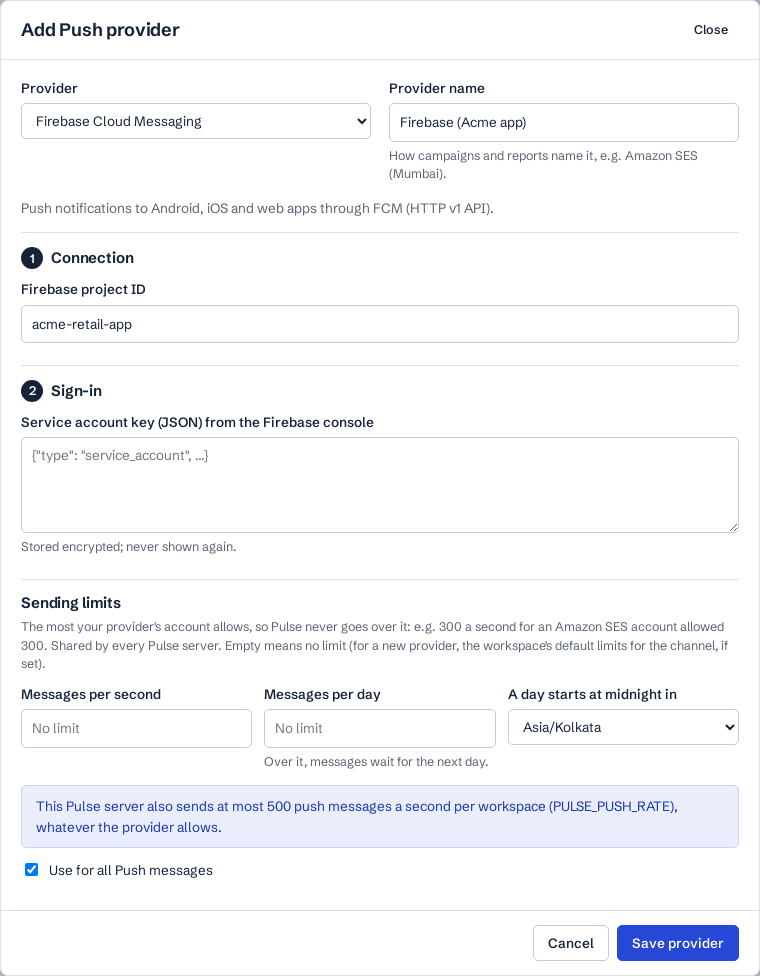 Add Push provider
Close
Provider
Provider name
Firebase Cloud Messaging
Firebase (Acme app)
How campaigns and reports name it, e.g. Amazon SES
(Mumbai).
Push notifications to Android, iOS and web apps through FCM (HTTP v1 API).
1 Connection
Firebase project ID
acme-retail-app
2 Sign-in
Service account key (JSON) from the Firebase console
{"type": "service_account", ...}
Stored encrypted; never shown again.
Sending limits
The most your provider's account allows, so Pulse never goes over it: e.g. 300 a second for an Amazon SES account allowed
300. Shared by every Pulse server. Empty means no limit (for a new provider, the workspace's default limits for the channel, if
set).
Messages per second
Messages per day
A day starts at midnight in
No limit
No limit
Asia/Kolkata
Over it, messages wait for the next day.
This Pulse server also sends at most 500 push messages a second per workspace (PULSE_PUSH_RATE),
whatever the provider allows.
Use for all Push messages
Cancel
Save provider